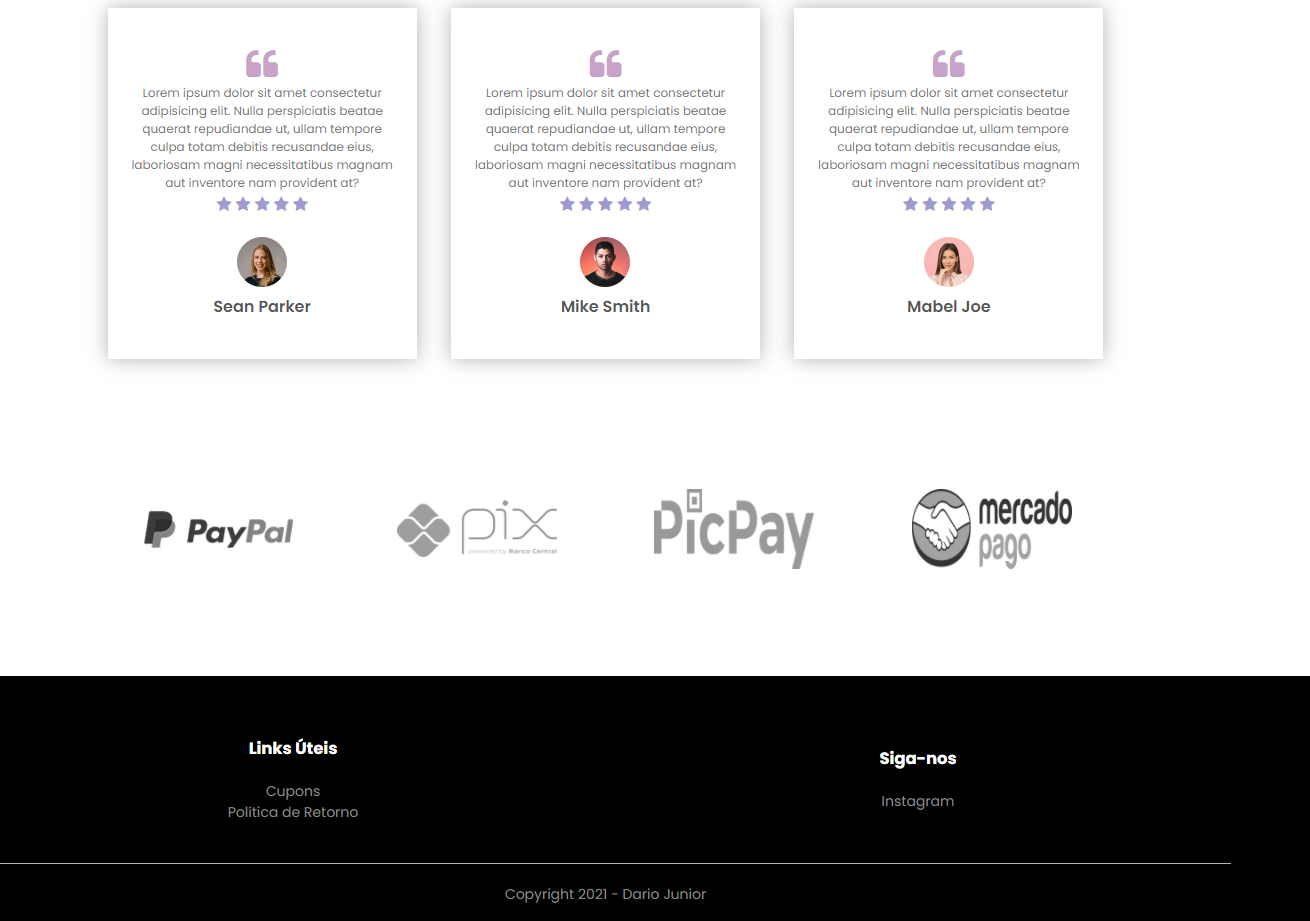 Lorem ipsum dolor sit amet consectetur
adipisicing elit. Nulla perspiciatis beatae
quaerat repudiandae ut, ullam tempore
culpa totam debitis recusandae eius,
laboriosam magni necessitatibus magnam
aut inventore nam provident at?
Sean Parker
Lorem ipsum dolor sit amet consectetur
adipisicing elit. Nulla perspiciatis beatae
quaerat repudiandae ut, ullam tempore
culpa totam debitis recusandae eius,
laboriosam magni necessitatibus magnam
aut inventore nam provident at?
Mike Smith
Lorem ipsum dolor sit amet consectetur
adipisicing elit. Nulla perspiciatis beatae
quaerat repudiandae ut, ullam tempore
culpa totam debitis recusandae eius,
laboriosam magni necessitatibus magnam
aut inventore nam provident at?
Mabel Joe
PayPal
pix
powered by Banco Central
PicPay
mercado
pago
Links Úteis
Cupons
Política de Retorno
Siga-nos
Instagram
Copyright 2021 - Dario Junior